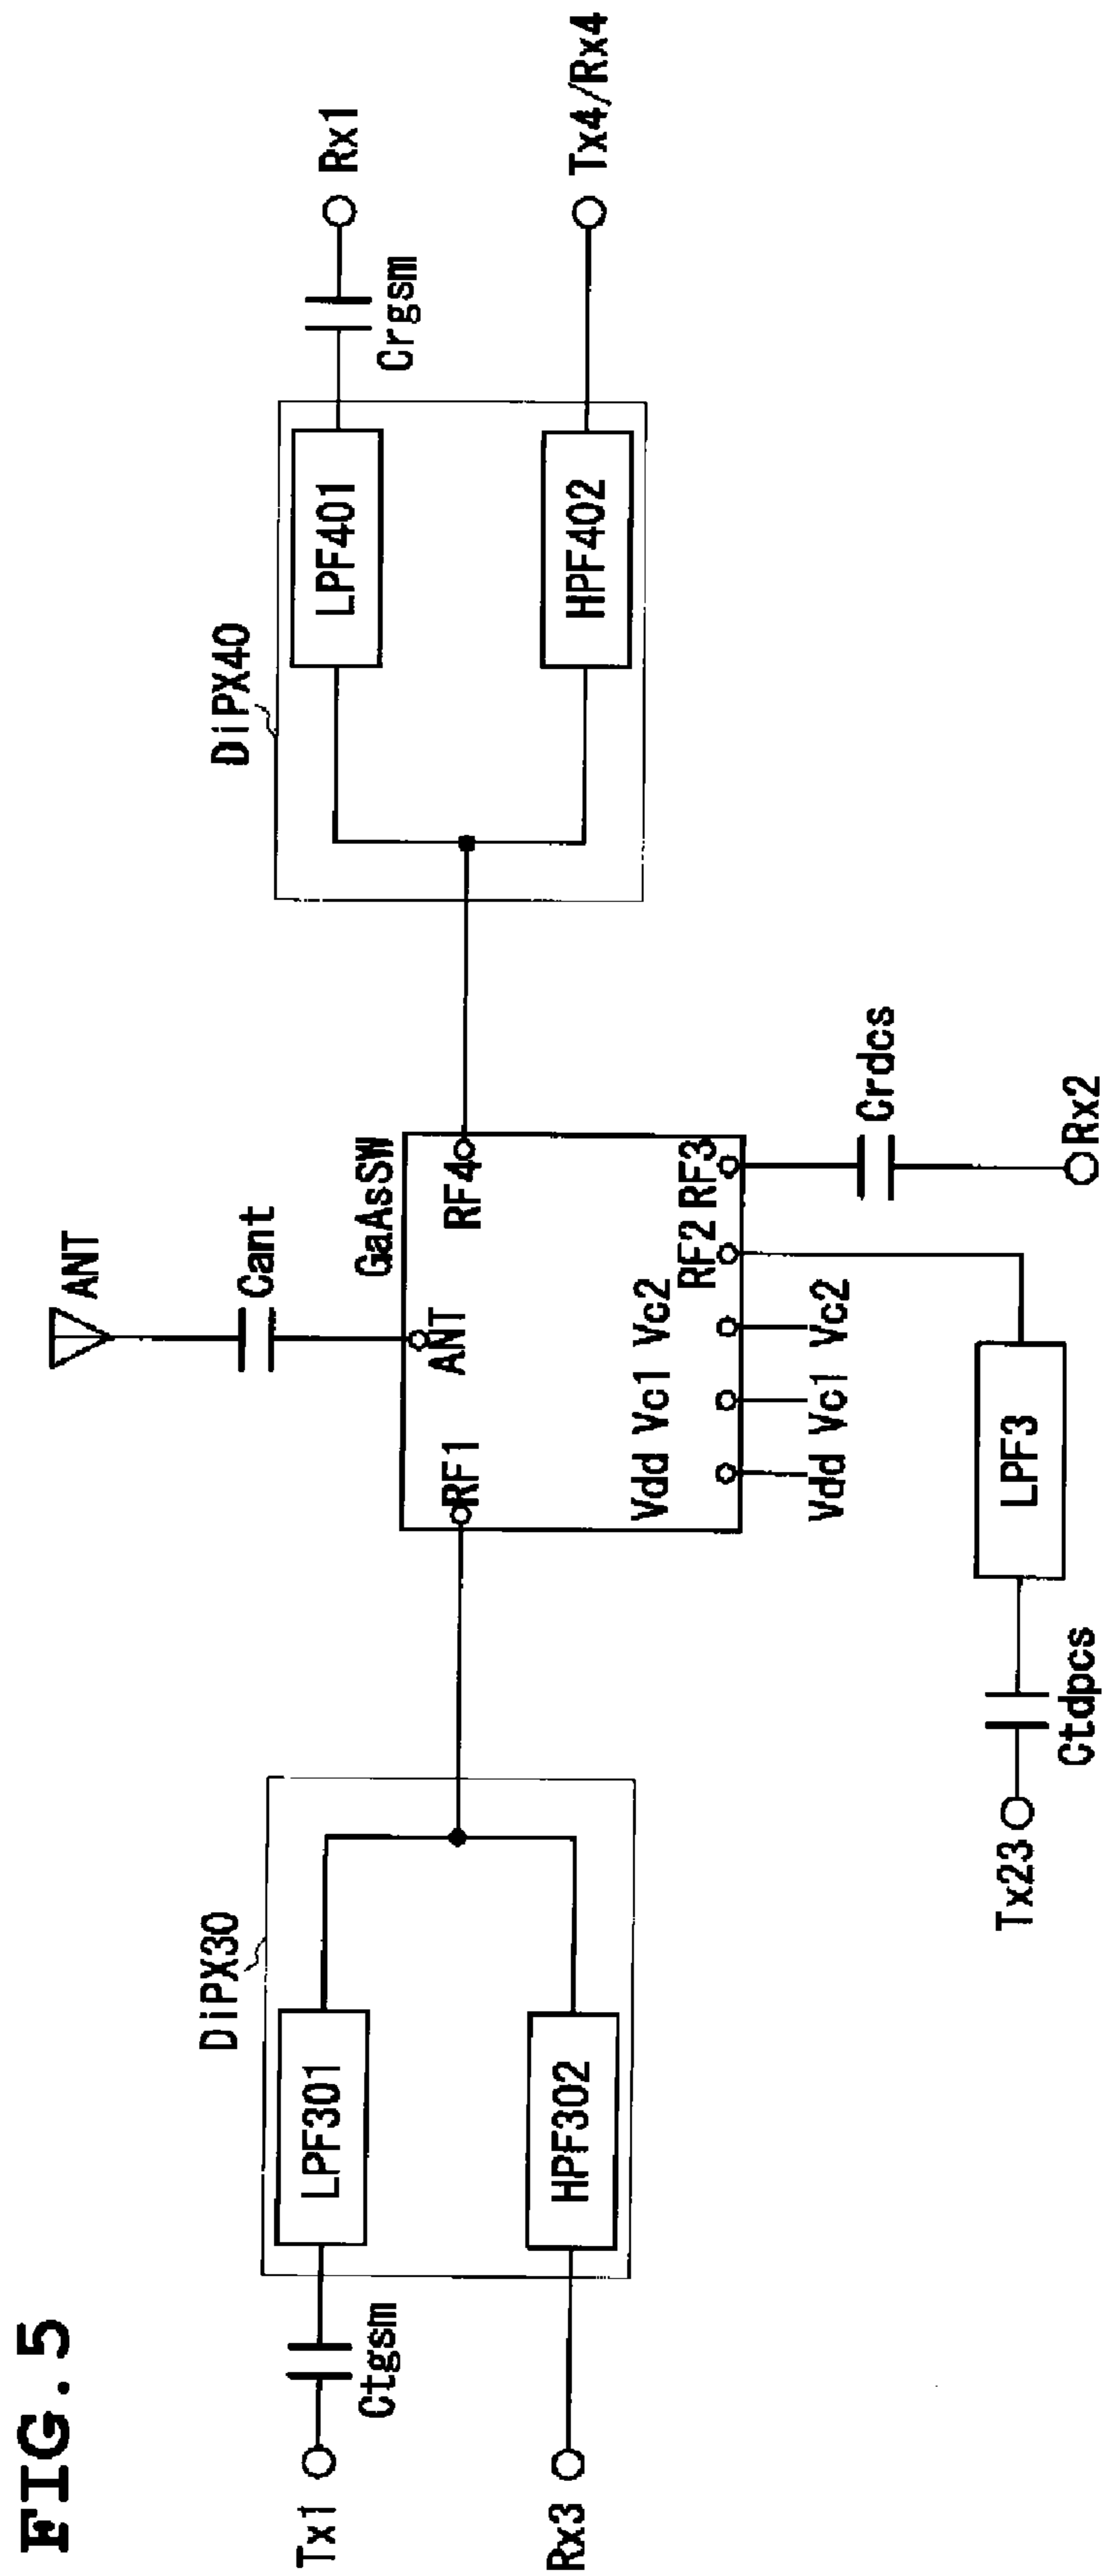 FIG.5
ANT
Cant
GaAsSW
DiPX30
DiPX40
Tx1
Ctgsm
LPF301
RF1
ANT
RF4
LPF401
Crgsm
Rx1
Rx3
HPF302
HPF402
Tx4/Rx4
Vdd Vc1 Vc2 RF2 RF3
Vdd Vc1 Vc2
Crdcs
Tx23
Ctdpcs
LPF3
Rx2